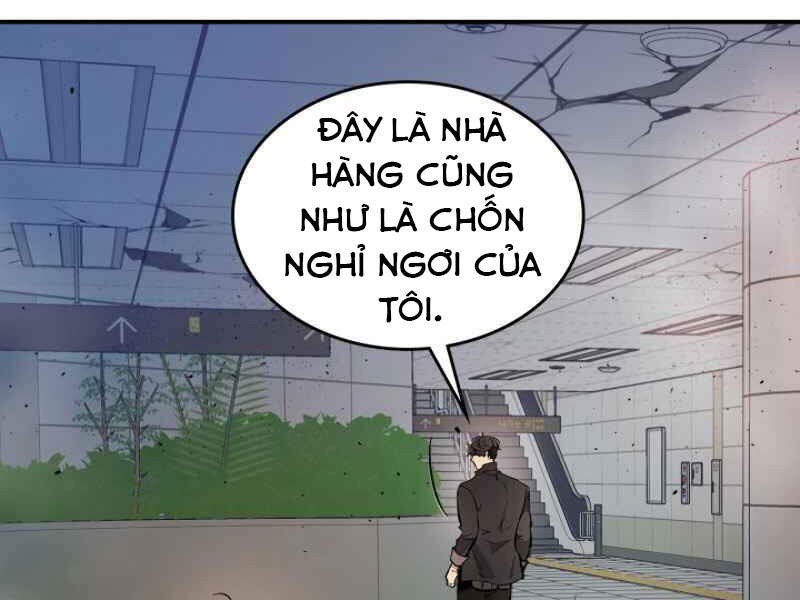 ĐÂY LÀ NHÀ
HÀNG CŨNG
NHƯ LÀ CHỐN
NGHỈ NGƠI CỦA
TÔI.